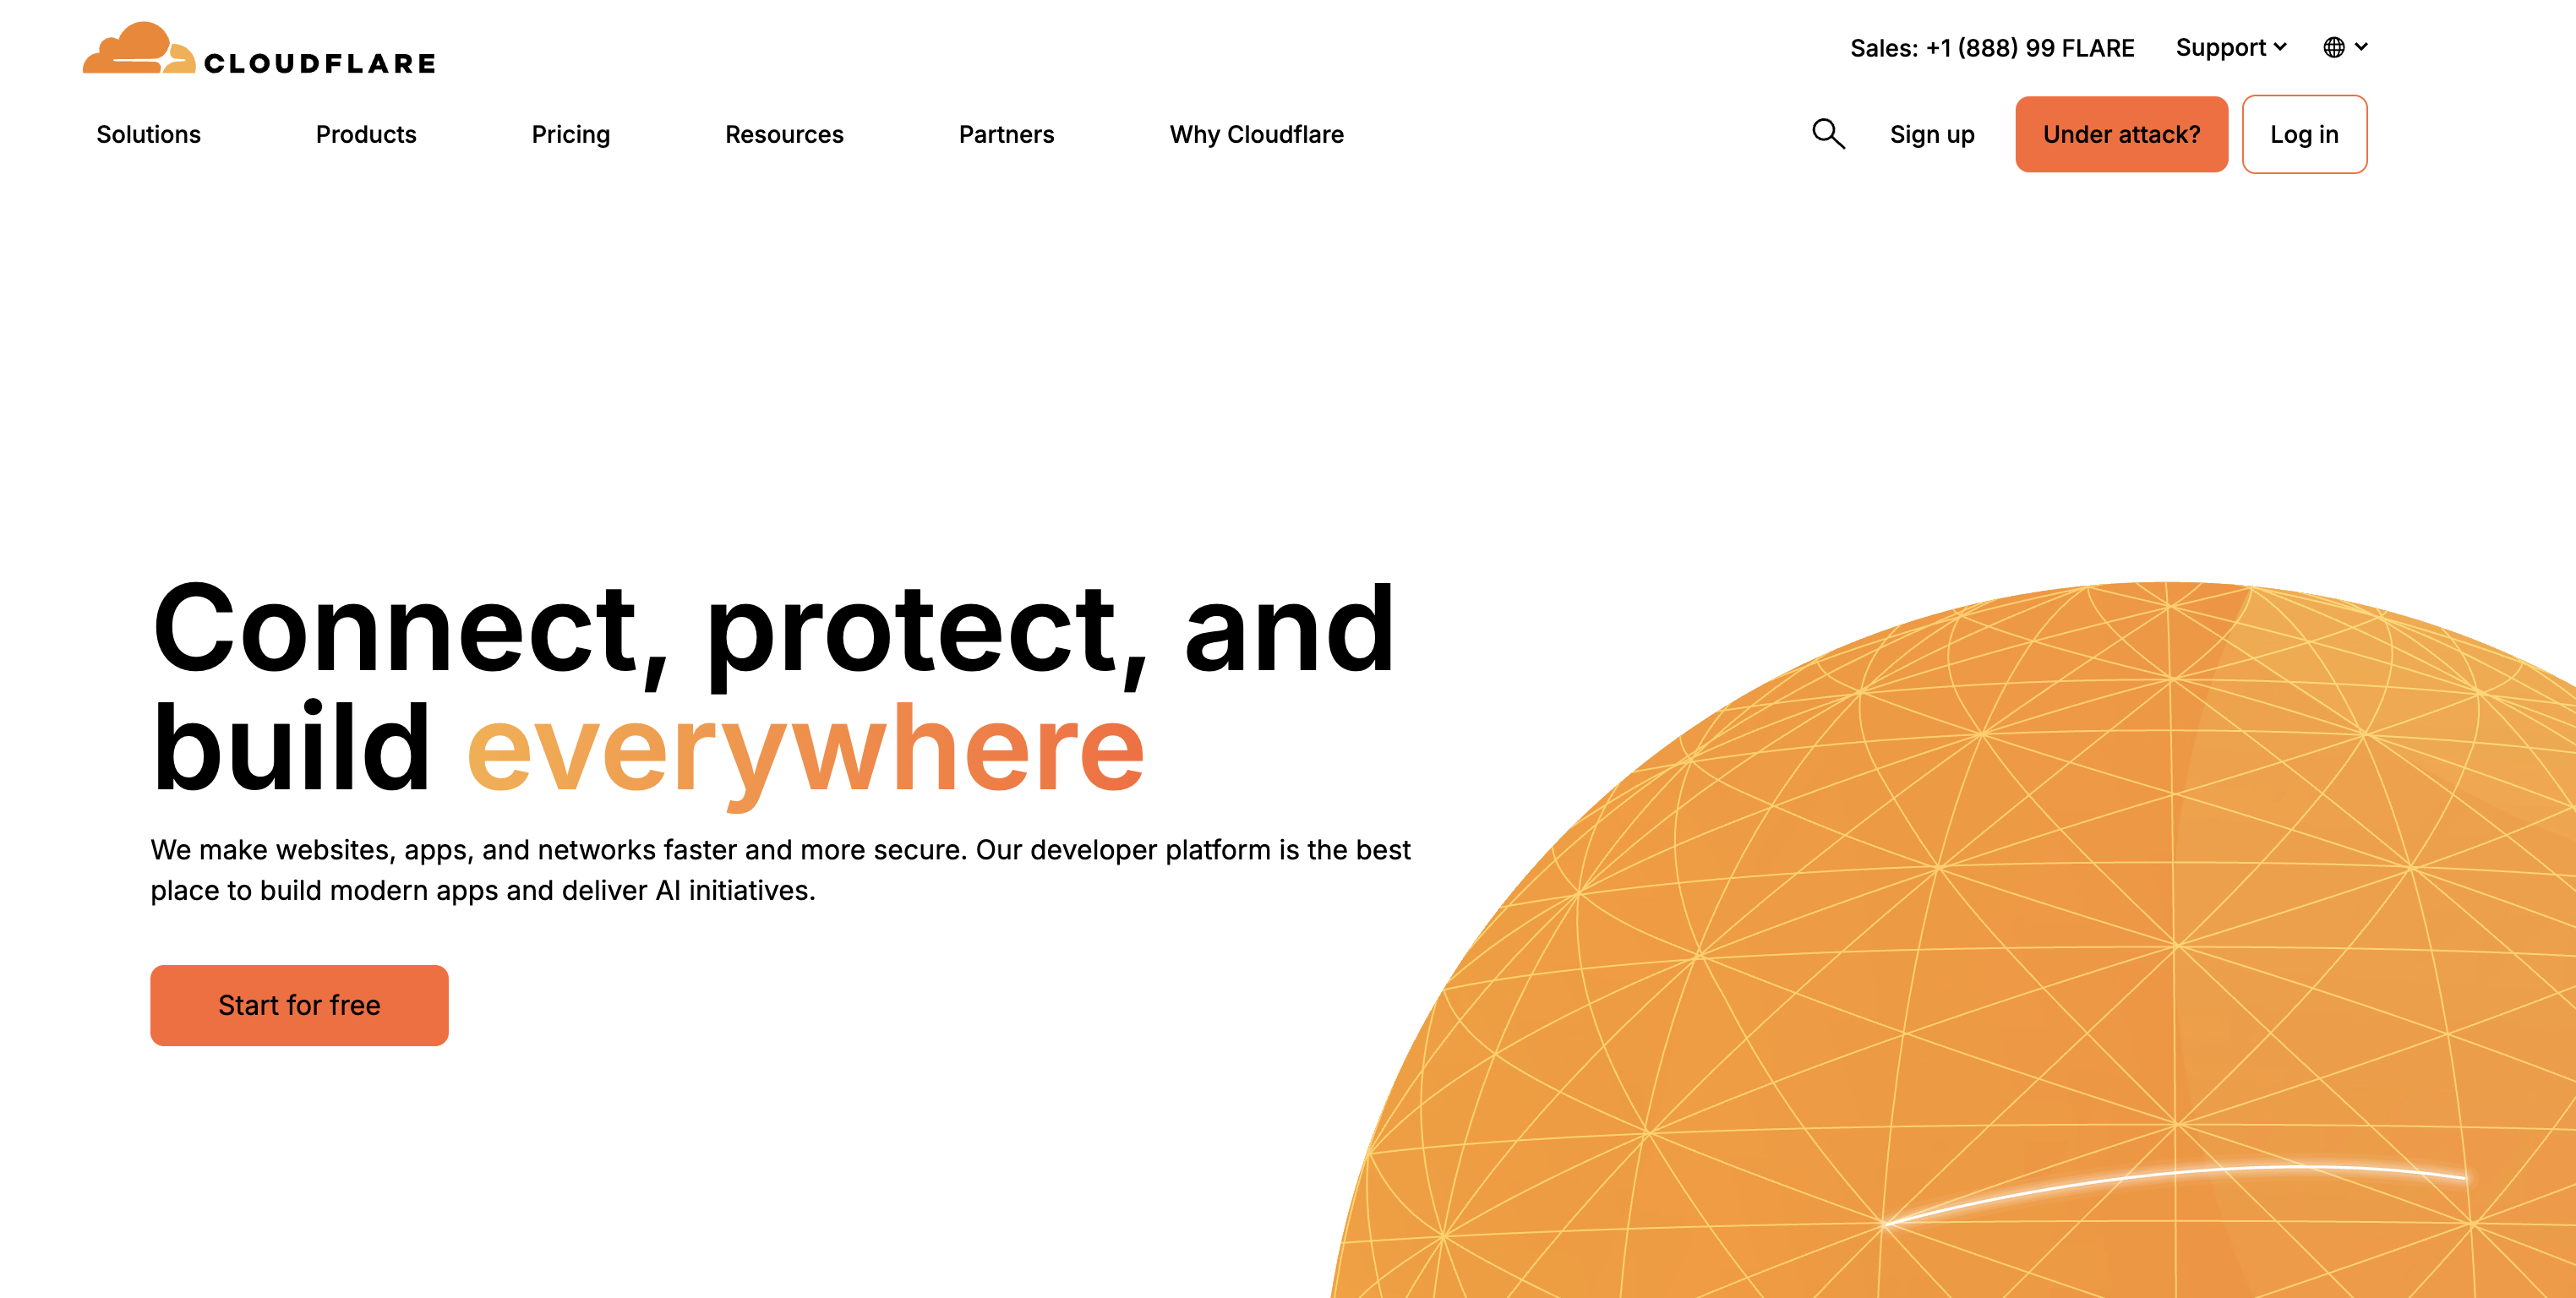 CLOUDFLARE
Sales: +1 (888) 99 FLARE
Support
Solutions
Products
Pricing
Resources
Partners
Why Cloudflare
Sign up
Under attack?
Log in
Connect, protect, and
build everywhere
We make websites, apps, and networks faster and more secure. Our developer platform is the best
place to build modern apps and deliver AI initiatives.
Start for free